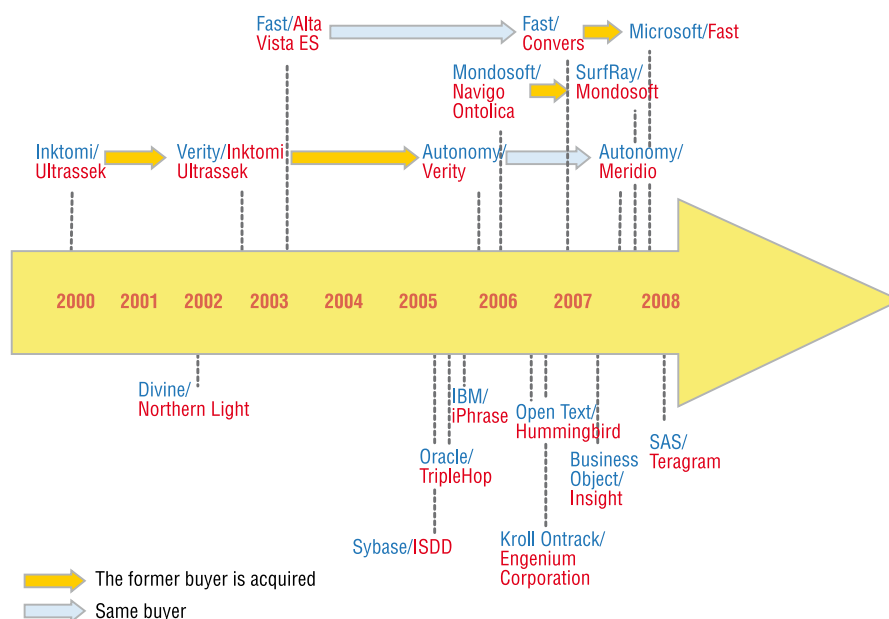 Fast/Alta
Vista ES
Fast/
Convers
Microsoft/Fast
Mondosoft/
Navigo
Ontolica
SurfRay/
Mondosoft
Inktomi/
Ultrassek
Verity/Inktomi
Ultrassek
Autonomy/
Verity
Autonomy/
Meridio
2000 2001 2002 2003 2004 2005 2006 2007 2008
Divine/
Northern Light
IBM/
iPhrase
Open Text/
Hummingbird
Oracle/
TripleHop
Business
Object/
Insight
SAS/
Teragram
Sybase/ISDD
Kroll Ontrack/
Engenium
Corporation
The former buyer is acquired
Same buyer